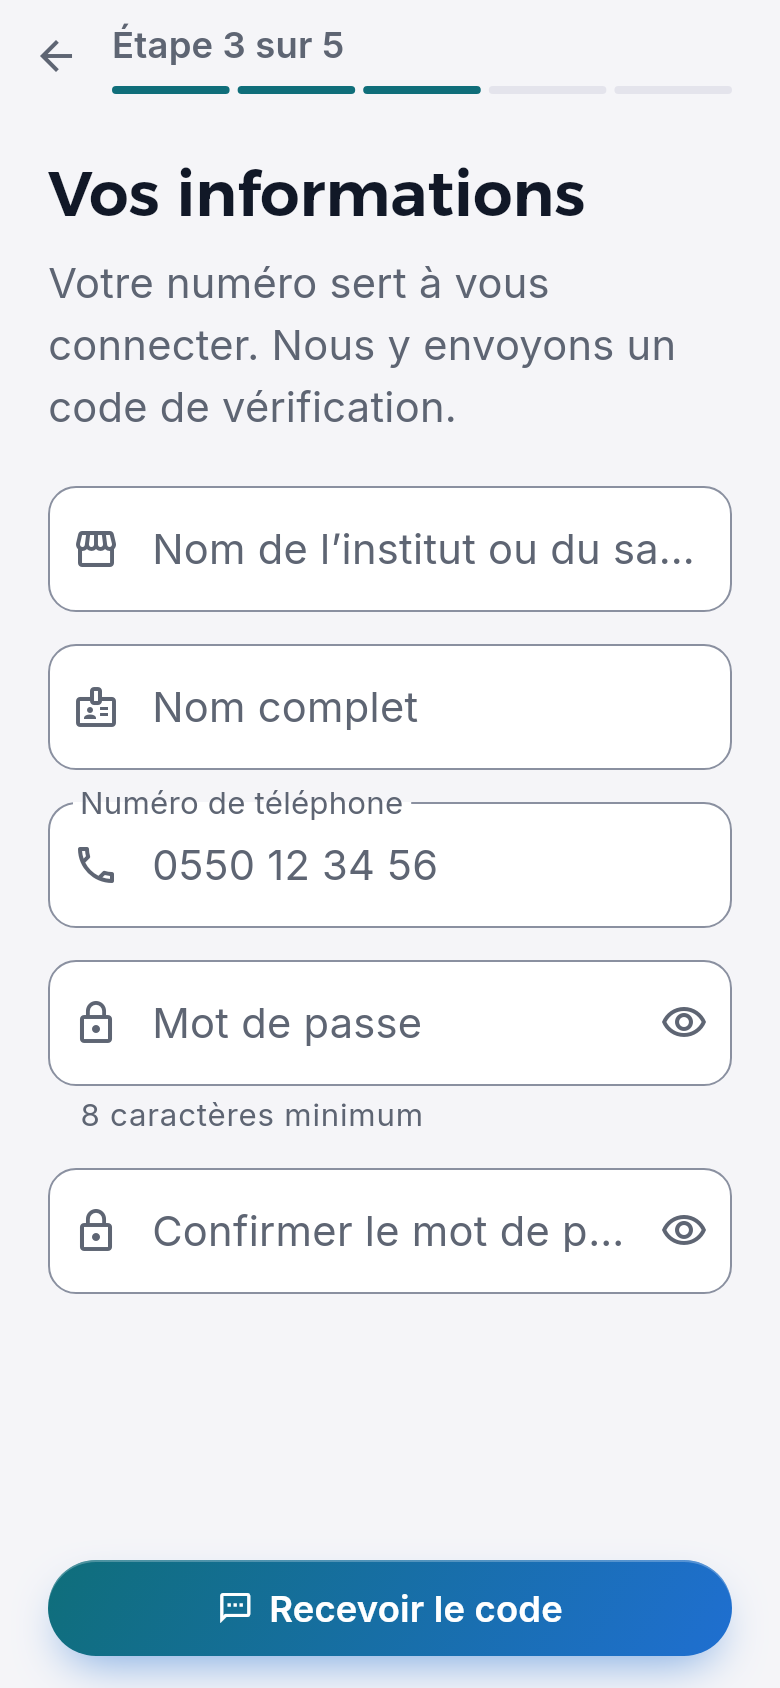 Étape 3 sur 5
Vos informations
Votre numéro sert à vous
connecter. Nous y envoyons un
code de vérification.
Nom de l’institut ou du sa...
Nom complet
Numéro de téléphone
0550 12 34 56
Mot de passe
8 caractères minimum
Confirmer le mot de p...
Recevoir le code